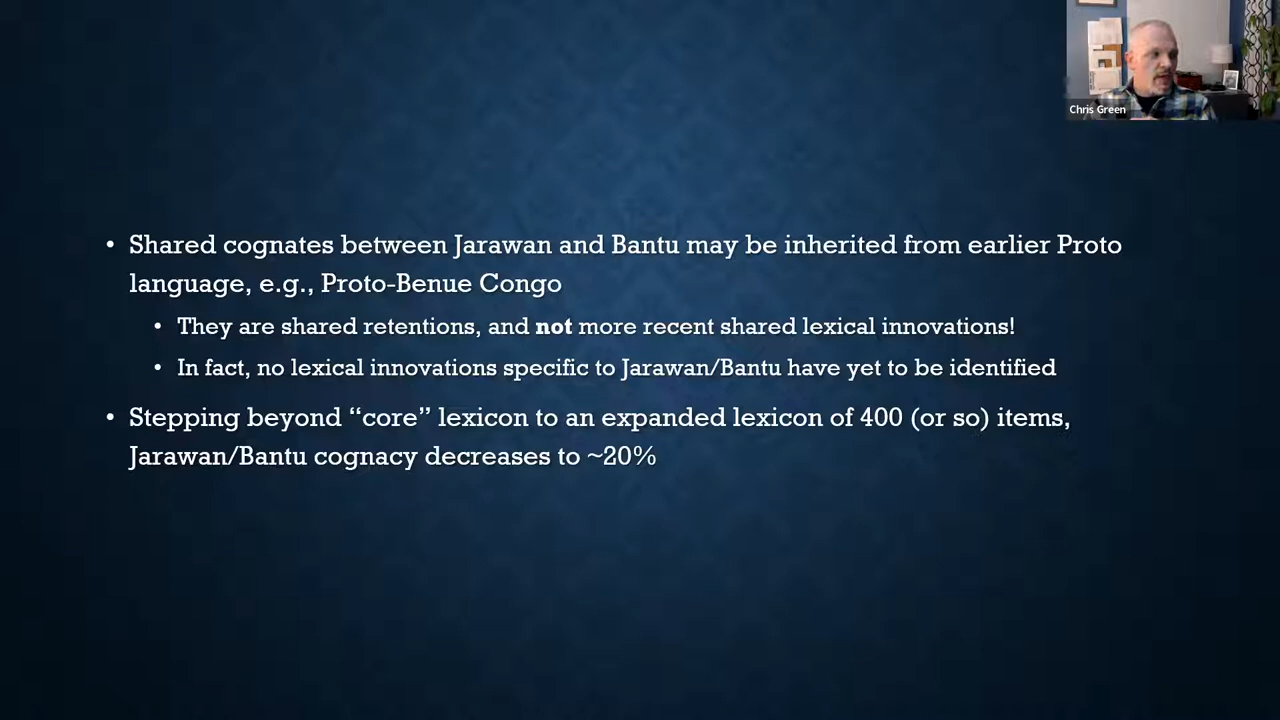 Chris Green
• Shared cognates between Jarawan and Bantu may be inherited from earlier Proto
language, e.g., Proto-Benue Congo
• They are shared retentions, and not more recent shared lexical innovations!
• In fact, no lexical innovations specific to Jarawan/Bantu have yet to be identified
• Stepping beyond “core” lexicon to an expanded lexicon of 400 (or so) items,
Jarawan/Bantu cognacy decreases to ~20%